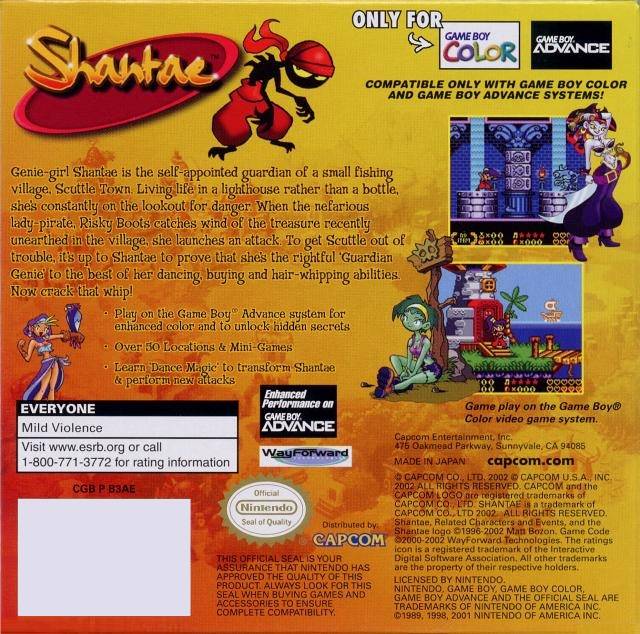 Shantae™
ONLY FOR
GAME BOY
COLOR
GAME BOY
ADVANCE
COMPATIBLE ONLY WITH GAME BOY COLOR
AND GAME BOY ADVANCE SYSTEMS!
Genie-girl Shantae is the self-appointed guardian of a small fishing
village, Scuttle Town. Living life in a lighthouse rather than a bottle,
she's constantly on the lookout for danger. When the nefarious
lady-pirate, Risky Boots catches wind of the treasure recently
unearthed in the village, she launches an attack. To get Scuttle out of
trouble, it's up to Shantae to prove that she's the rightful 'Guardian
Genie' to the best of her dancing, buying and hair-whipping abilities.
Now crack that whip!
· Play on the Game Boy® Advance system for
enhanced color and to unlock hidden secrets
· Over 50 Locations & Mini-Games
· Learn 'Dance Magic' to transform Shantae
& perform new attacks
EVERYONE
Mild Violence
Visit www.esrb.org or call
1-800-771-3772 for rating information
CGB P B3AE
Enhanced
Performance on
GAME BOY
ADVANCE
WayForward
Official
Nintendo
Seal of Quality
THIS OFFICIAL SEAL IS YOUR
ASSURANCE THAT NINTENDO HAS
APPROVED THE QUALITY OF THIS
PRODUCT. ALWAYS LOOK FOR THIS
SEAL WHEN BUYING GAMES AND
ACCESSORIES TO ENSURE
COMPLETE COMPATIBILITY.
Distributed by:
CAPCOM
Game play on the Game Boy®
Color video game system.
Capcom Entertainment, Inc.
475 Oakmead Parkway, Sunnyvale, CA 94085
MADE IN JAPAN capcom.com
© CAPCOM CO., LTD. 2002 © CAPCOM U.S.A., INC.
2002 ALL RIGHTS RESERVED. CAPCOM and the
CAPCOM LOGO are registered trademarks of
CAPCOM CO., LTD. SHANTAE is a trademark of
CAPCOM CO., LTD 2002. ALL RIGHTS RESERVED.
Shantae, Related Characters and Events, and the
Shantae logo ©1996-2002 Matt Bozon. Game Code
©2000-2002 WayForward Technologies. The ratings
icon is a registered trademark of the Interactive
Digital Software Association. All other trademarks
are the property of their respective holders.
LICENSED BY NINTENDO.
NINTENDO, GAME BOY, GAME BOY COLOR,
GAME BOY ADVANCE AND THE OFFICIAL SEAL ARE
TRADEMARKS OF NINTENDO OF AMERICA INC.
©1989, 1998, 2001 NINTENDO OF AMERICA INC.